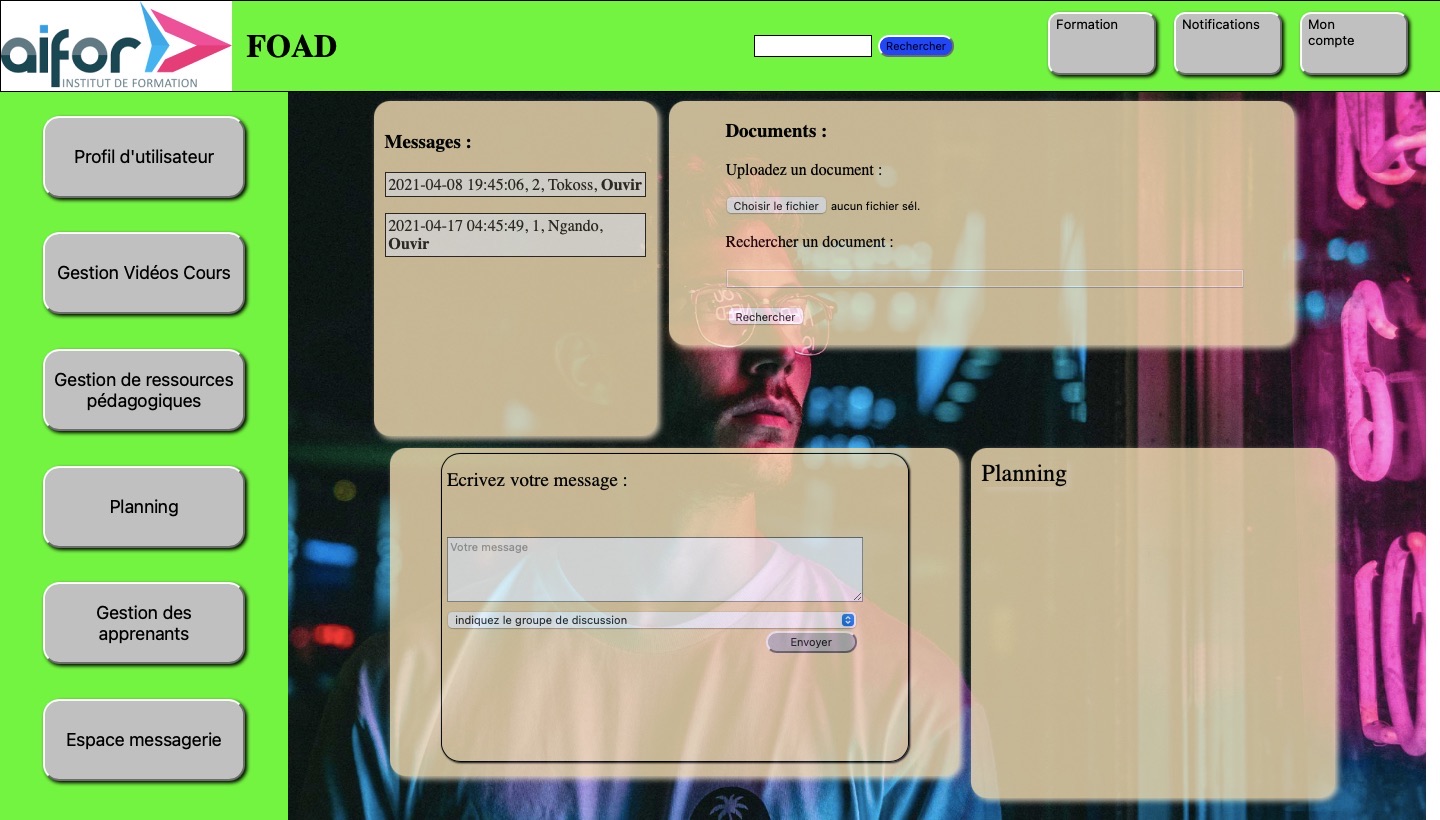 aifor
INSTITUT DE FORMATION
FOAD
Rechercher
Formation
Notifications
Mon
compte
Profil d'utilisateur
Gestion Vidéos Cours
Gestion de ressources
pédagogiques
Planning
Gestion des
apprenants
Espace messagerie
Messages :
2021-04-08 19:45:06, 2, Tokoss, Ouvir
2021-04-17 04:45:49, 1, Ngando,
Ouvir
Documents :
Uploadez un document :
Choisir le fichier aucun fichier sél.
Rechercher un document :
Rechercher
Ecrivez votre message :
Votre message
indiquez le groupe de discussion
Envoyer
Planning